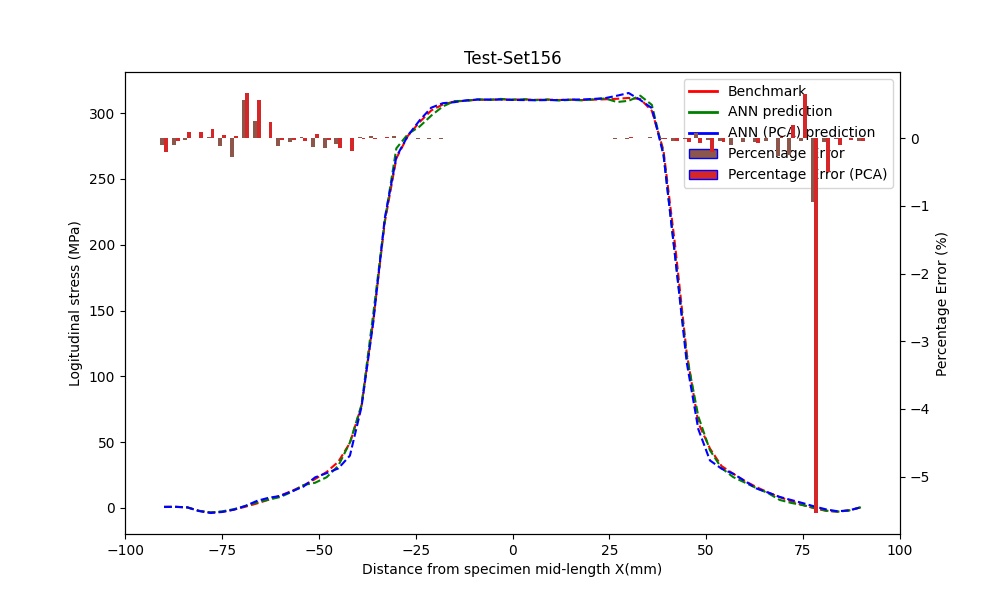 Test-Set156
Benchmark
ANN prediction
ANN (PCA) prediction
Percentage Error
Percentage Error (PCA)
300
250
200
150
100
50
0
Logitudinal stress (MPa)
0
−1
−2
−3
−4
−5
Percentage Error (%)
−100
−75
−50
−25
0
25
50
75
100
Distance from specimen mid-length X(mm)